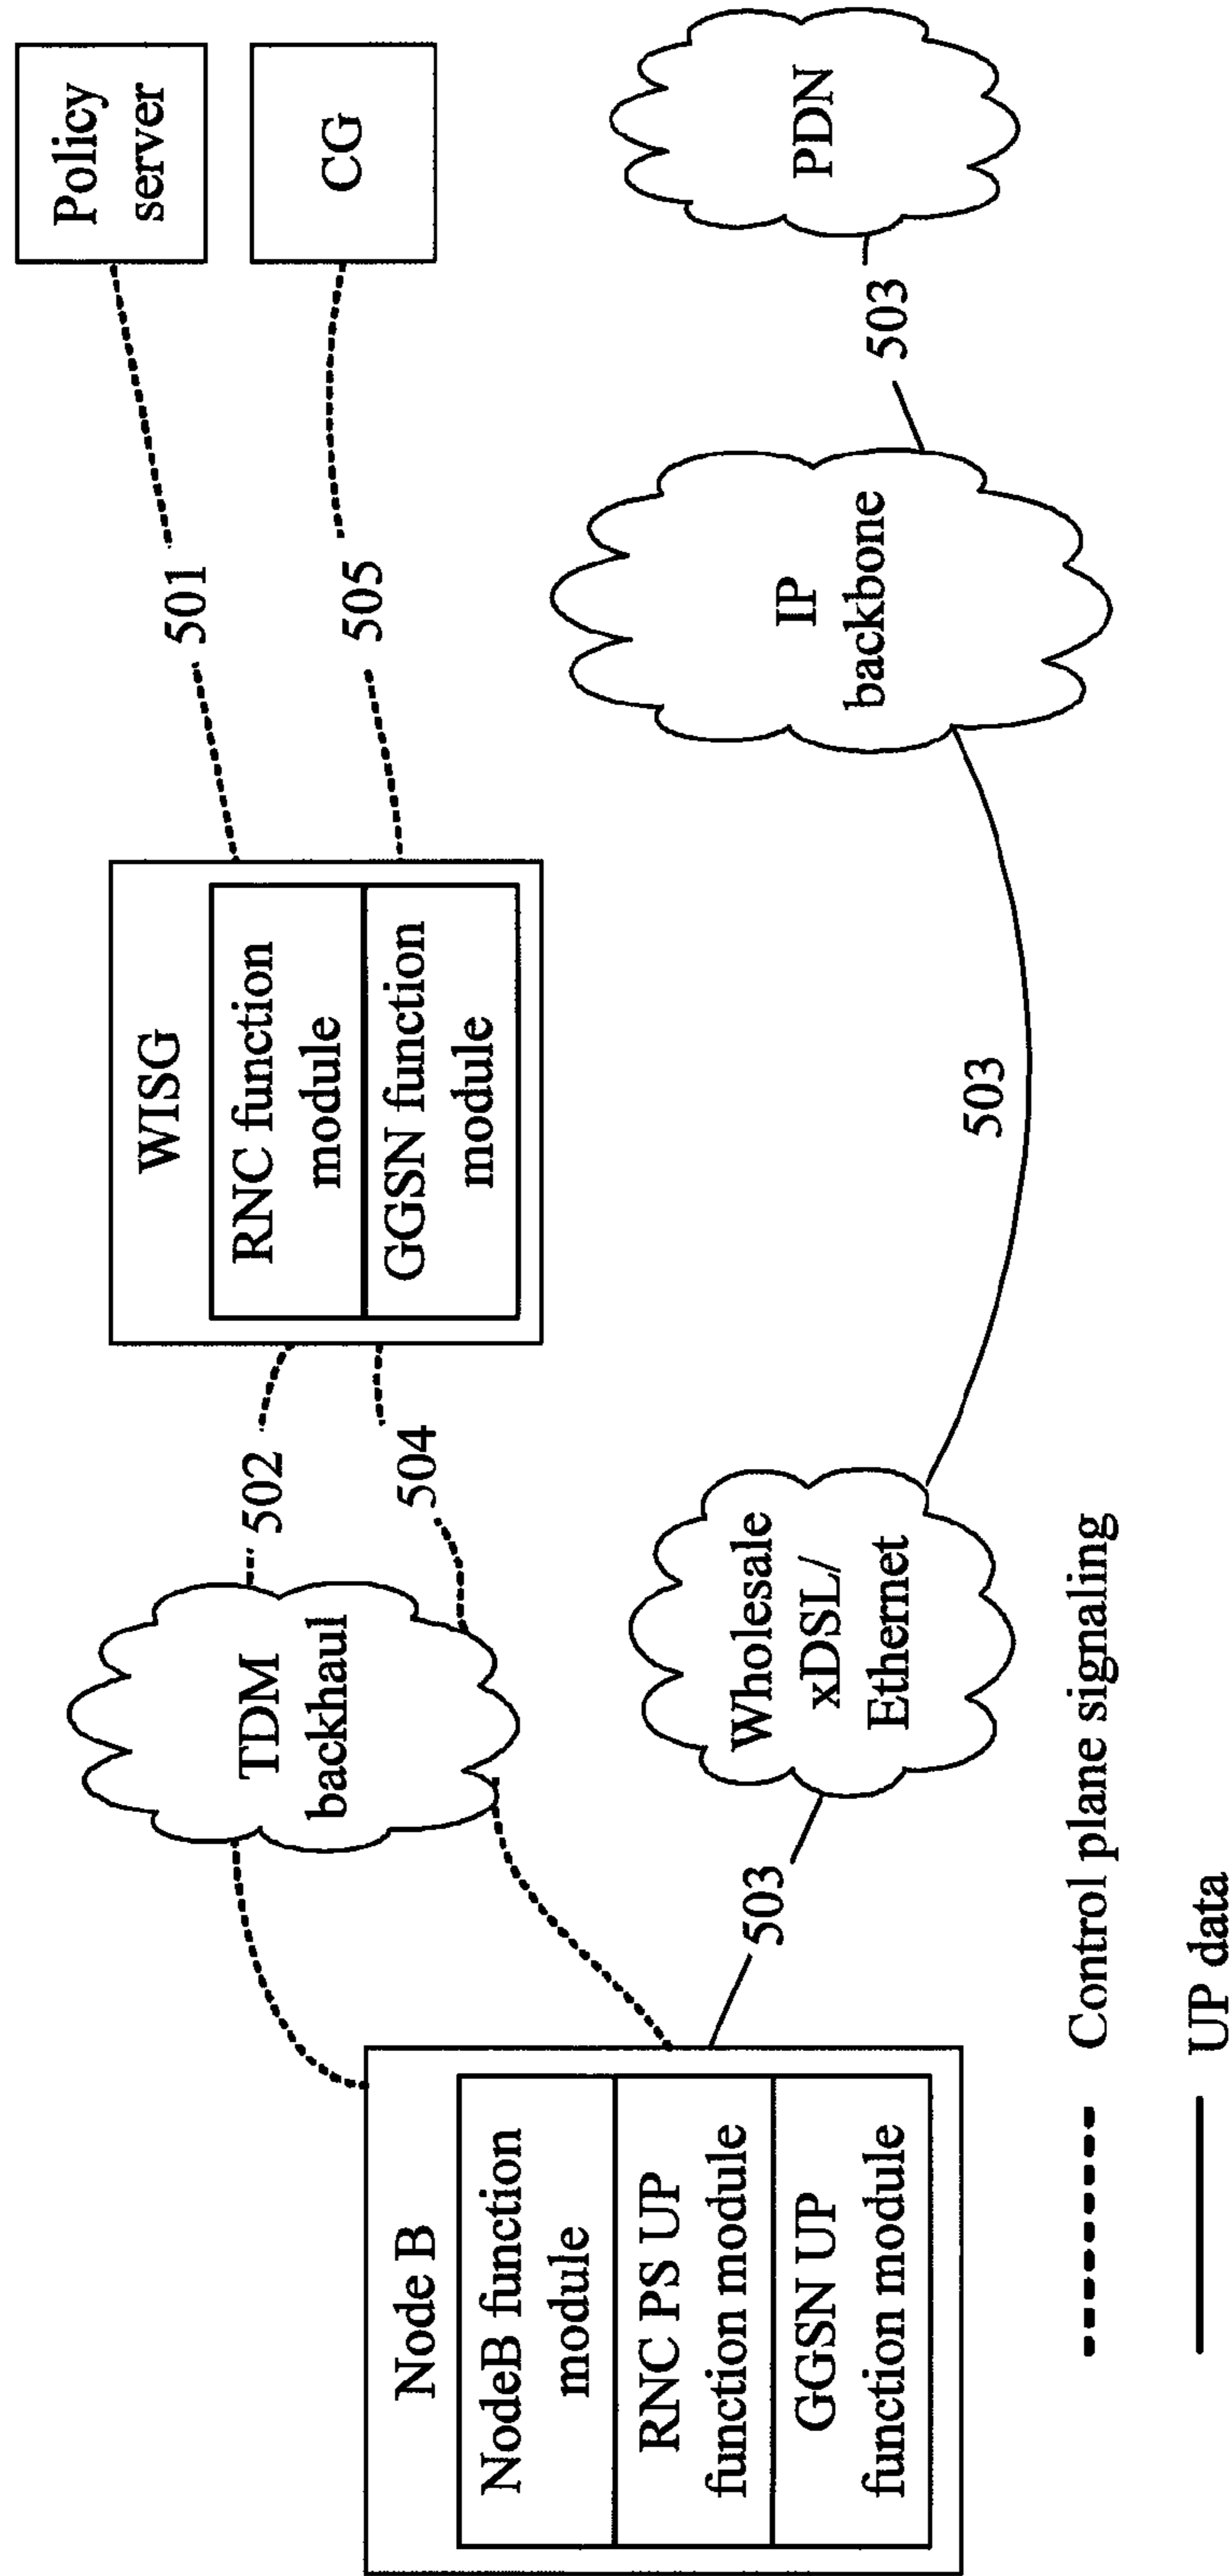 Policy
server
CG
PDN
501
505
503
IP
backbone
WISG
RNC function
module
GGSN function
module
503
502
504
TDM
backhaul
Wholesale
xDSL/
Ethernet
503
Node B
NodeB function
module
RNC PS UP
function module
GGSN UP
function module
Control plane signaling
UP data